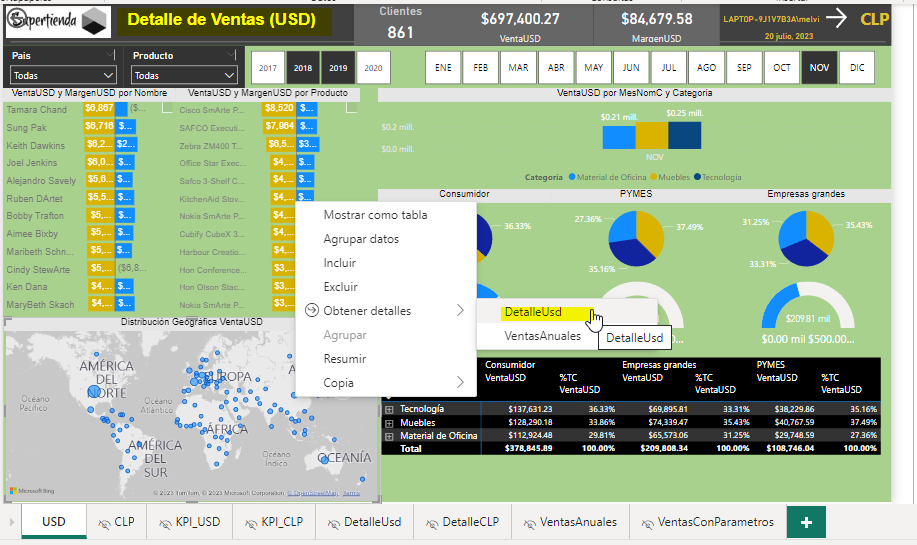 Expertienda
Detalle de Ventas (USD)
Clientes
861
$697,400.27
VentaUSD
$84,679.58
MargenUSD
LAPTOP-9J1V7B3A\melvi
20 julio, 2023
CLP
País
Todas
Producto
Todas
2017
2018
2019
2020
ENE
FEB
MAR
ABR
MAY
JUN
JUL
AGO
SEP
OCT
NOV
DIC
VentaUSD y MargenUSD por Nombre
Tamara Chand $6,867 ($...
Sung Pak $6,716 $...
Keith Dawkins $6,2... $2...
Joel Jenkins $6,0... $...
Alejandro Savely $5,6... $...
Ruben DArtet $5,5... $...
Bobby Trafton $5,... $...
Aimee Bixby $5,... $...
Maribeth Schn... $5,... $...
Cindy StewArte $5,... ($6,8...
Ken Dana $5,... $...
MaryBeth Skach $5,... $...
VentaUSD y MargenUSD por Producto
Cisco SmArte P... $8,520 $...
SAFCO Executi... $7,964 $...
Zebra ZM400 T... $6,5... $3...
Office Star Exec... $4,... $...
Safco 3-Shelf C... $4,... $...
KitchenAid Stov... $4,... $...
Nokia SmArte P... $4,...
Cubify CubeX 3... $4,...
Harbour Creatio... $4,...
Hon Conference... $3,...
Hon Olson Stac... $3,...
Nokia SmArte P... $3,...
VentaUSD por MesNomC y Categoria
$0.2 mill.
$0.0 mill.
$0.21 mill.
$0.25 mill.
NOV
Categoría Material de Oficina Muebles Tecnología
Consumidor
36.33%
PYMES
27.36%
37.49%
35.16%
Empresas grandes
31.25%
35.43%
33.31%
$209.81 mil
$0.00 mil $500.00...
Mostrar como tabla
Agrupar datos
Incluir
Excluir
Obtener detalles
Agrupar
Resumir
Copia
DetalleUsd
VentasAnuales
DetalleUsd
Distribución Geográfica VentaUSD
AMÉRICA
DEL
NORTE
EUROPA
Océano
Pacífico
Océano
Atlántico
ÁFRICA
AMÉRICA
DEL
SUR
Océano
Índico
OCEANÍA
Microsoft Bing
© 2023 TomTom, © 2023 Microsoft Corporation, © OpenStreetMap Terms
Consumidor Empresas grandes PYMES
VentaUSD %TC VentaUSD VentaUSD %TC VentaUSD VentaUSD %TC VentaUSD
Tecnología $137,631.23 36.33% $69,895.81 33.31% $38,229.86 35.16%
Muebles $128,290.18 33.86% $74,339.47 35.43% $40,767.59 37.49%
Material de Oficina $112,924.48 29.81% $65,573.06 31.25% $29,748.59 27.36%
Total $378,845.89 100.00% $209,808.34 100.00% $108,746.04 100.00%
USD
CLP
KPI_USD
KPI_CLP
DetalleUsd
DetalleCLP
VentasAnuales
VentasConParametros
+